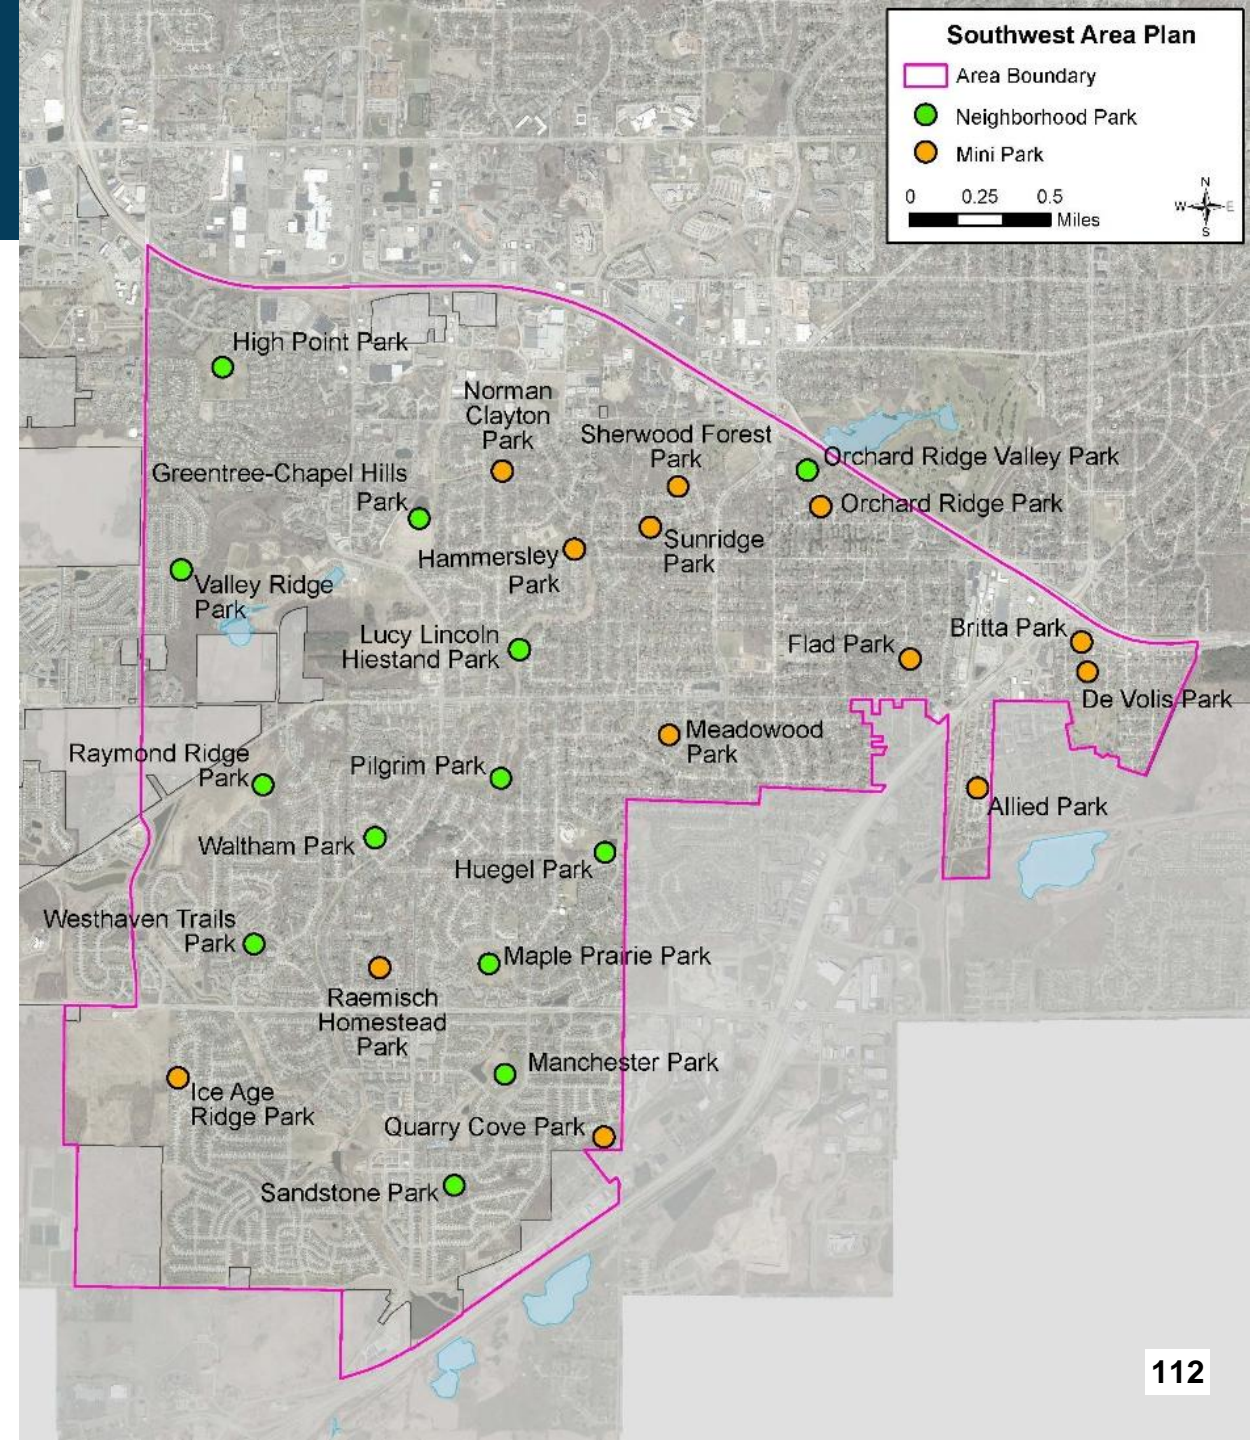 Southwest Area Plan
Area Boundary
Neighborhood Park
Mini Park
0 0.25 0.5
Miles
N
W E
S
High Point Park
Norman
Clayton
Park
Sherwood Forest
Park
Orchard Ridge Valley Park
Greentree-Chapel Hills
Park
Orchard Ridge Park
Sunridge
Park
Hammersley
Park
Valley Ridge
Park
Lucy Lincoln
Hiestand Park
Flad Park
Britta Park
De Volis Park
Meadowood
Park
Raymond Ridge
Park
Pilgrim Park
Allied Park
Waltham Park
Huegel Park
Westhaven Trails
Park
Maple Prairie Park
Raemisch
Homestead
Park
Manchester Park
Ice Age
Ridge Park
Quarry Cove Park
Sandstone Park
112